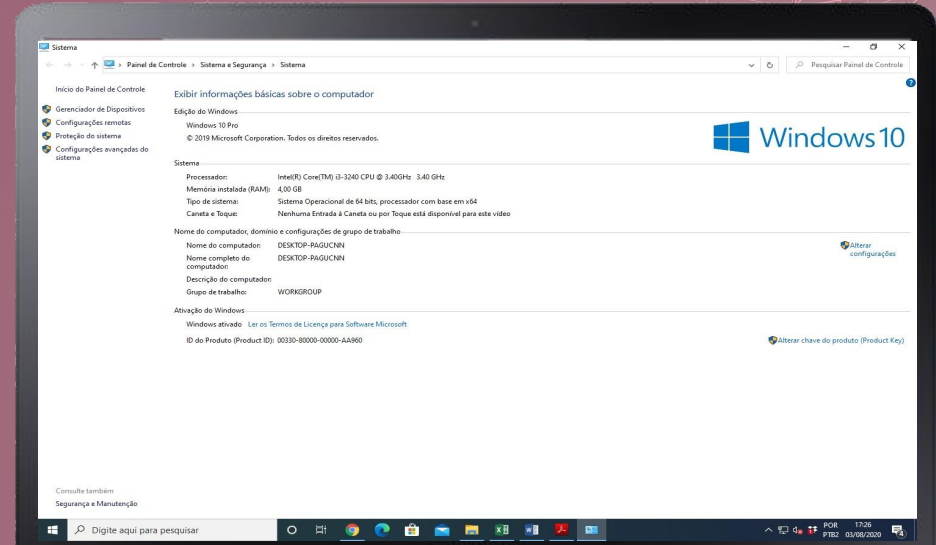 Sistema
Painel de Controle > Sistema e Segurança > Sistema
Pesquisar Painel de Controle
Início do Painel de Controle
Gerenciador de Dispositivos
Configurações remotas
Proteção do sistema
Configurações avançadas do
sistema
Exibir informações básicas sobre o computador
Edição do Windows
Windows 10 Pro
© 2019 Microsoft Corporation. Todos os direitos reservados.
Windows 10
Sistema
Processador: Intel(R) Core(TM) i3-3240 CPU @ 3.40GHz 3.40 GHz
Memória instalada (RAM): 4,00 GB
Tipo de sistema: Sistema Operacional de 64 bits, processador com base em x64
Caneta e Toque: Nenhuma Entrada à Caneta ou por Toque está disponível para este vídeo
Nome do computador, domínio e configurações de grupo de trabalho
Nome do computador: DESKTOP-PAGUCNN
Nome completo do DESKTOP-PAGUCNN
computador:
Descrição do computador:
Grupo de trabalho: WORKGROUP
Alterar
configurações
Ativação do Windows
Windows ativado Ler os Termos de Licença para Software Microsoft
ID do Produto (Product ID): 00330-80000-00000-AA960
Alterar chave do produto (Product Key)
Consulte também
Segurança e Manutenção
Digite aqui para pesquisar
POR 17:26
PTB2 03/08/2020